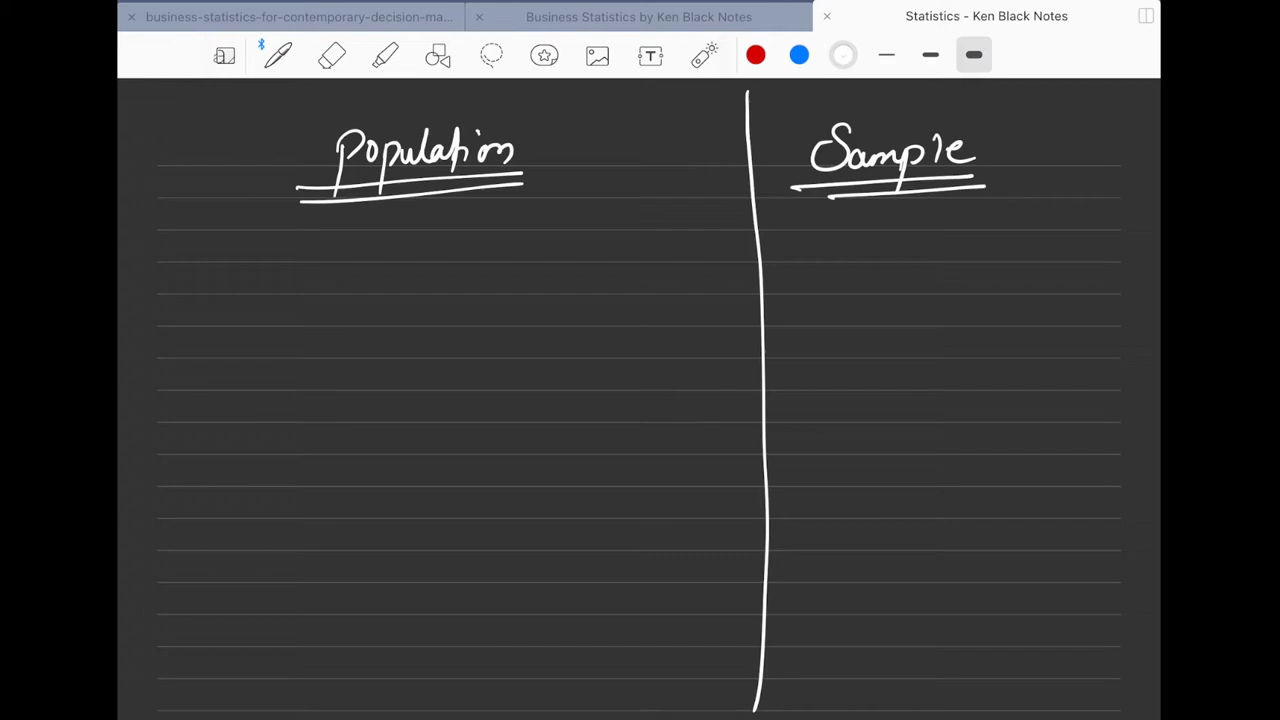 business-statistics-for-contemporary-decision-ma...
Business Statistics by Ken Black Notes
Statistics - Ken Black Notes
T
Population
Sample